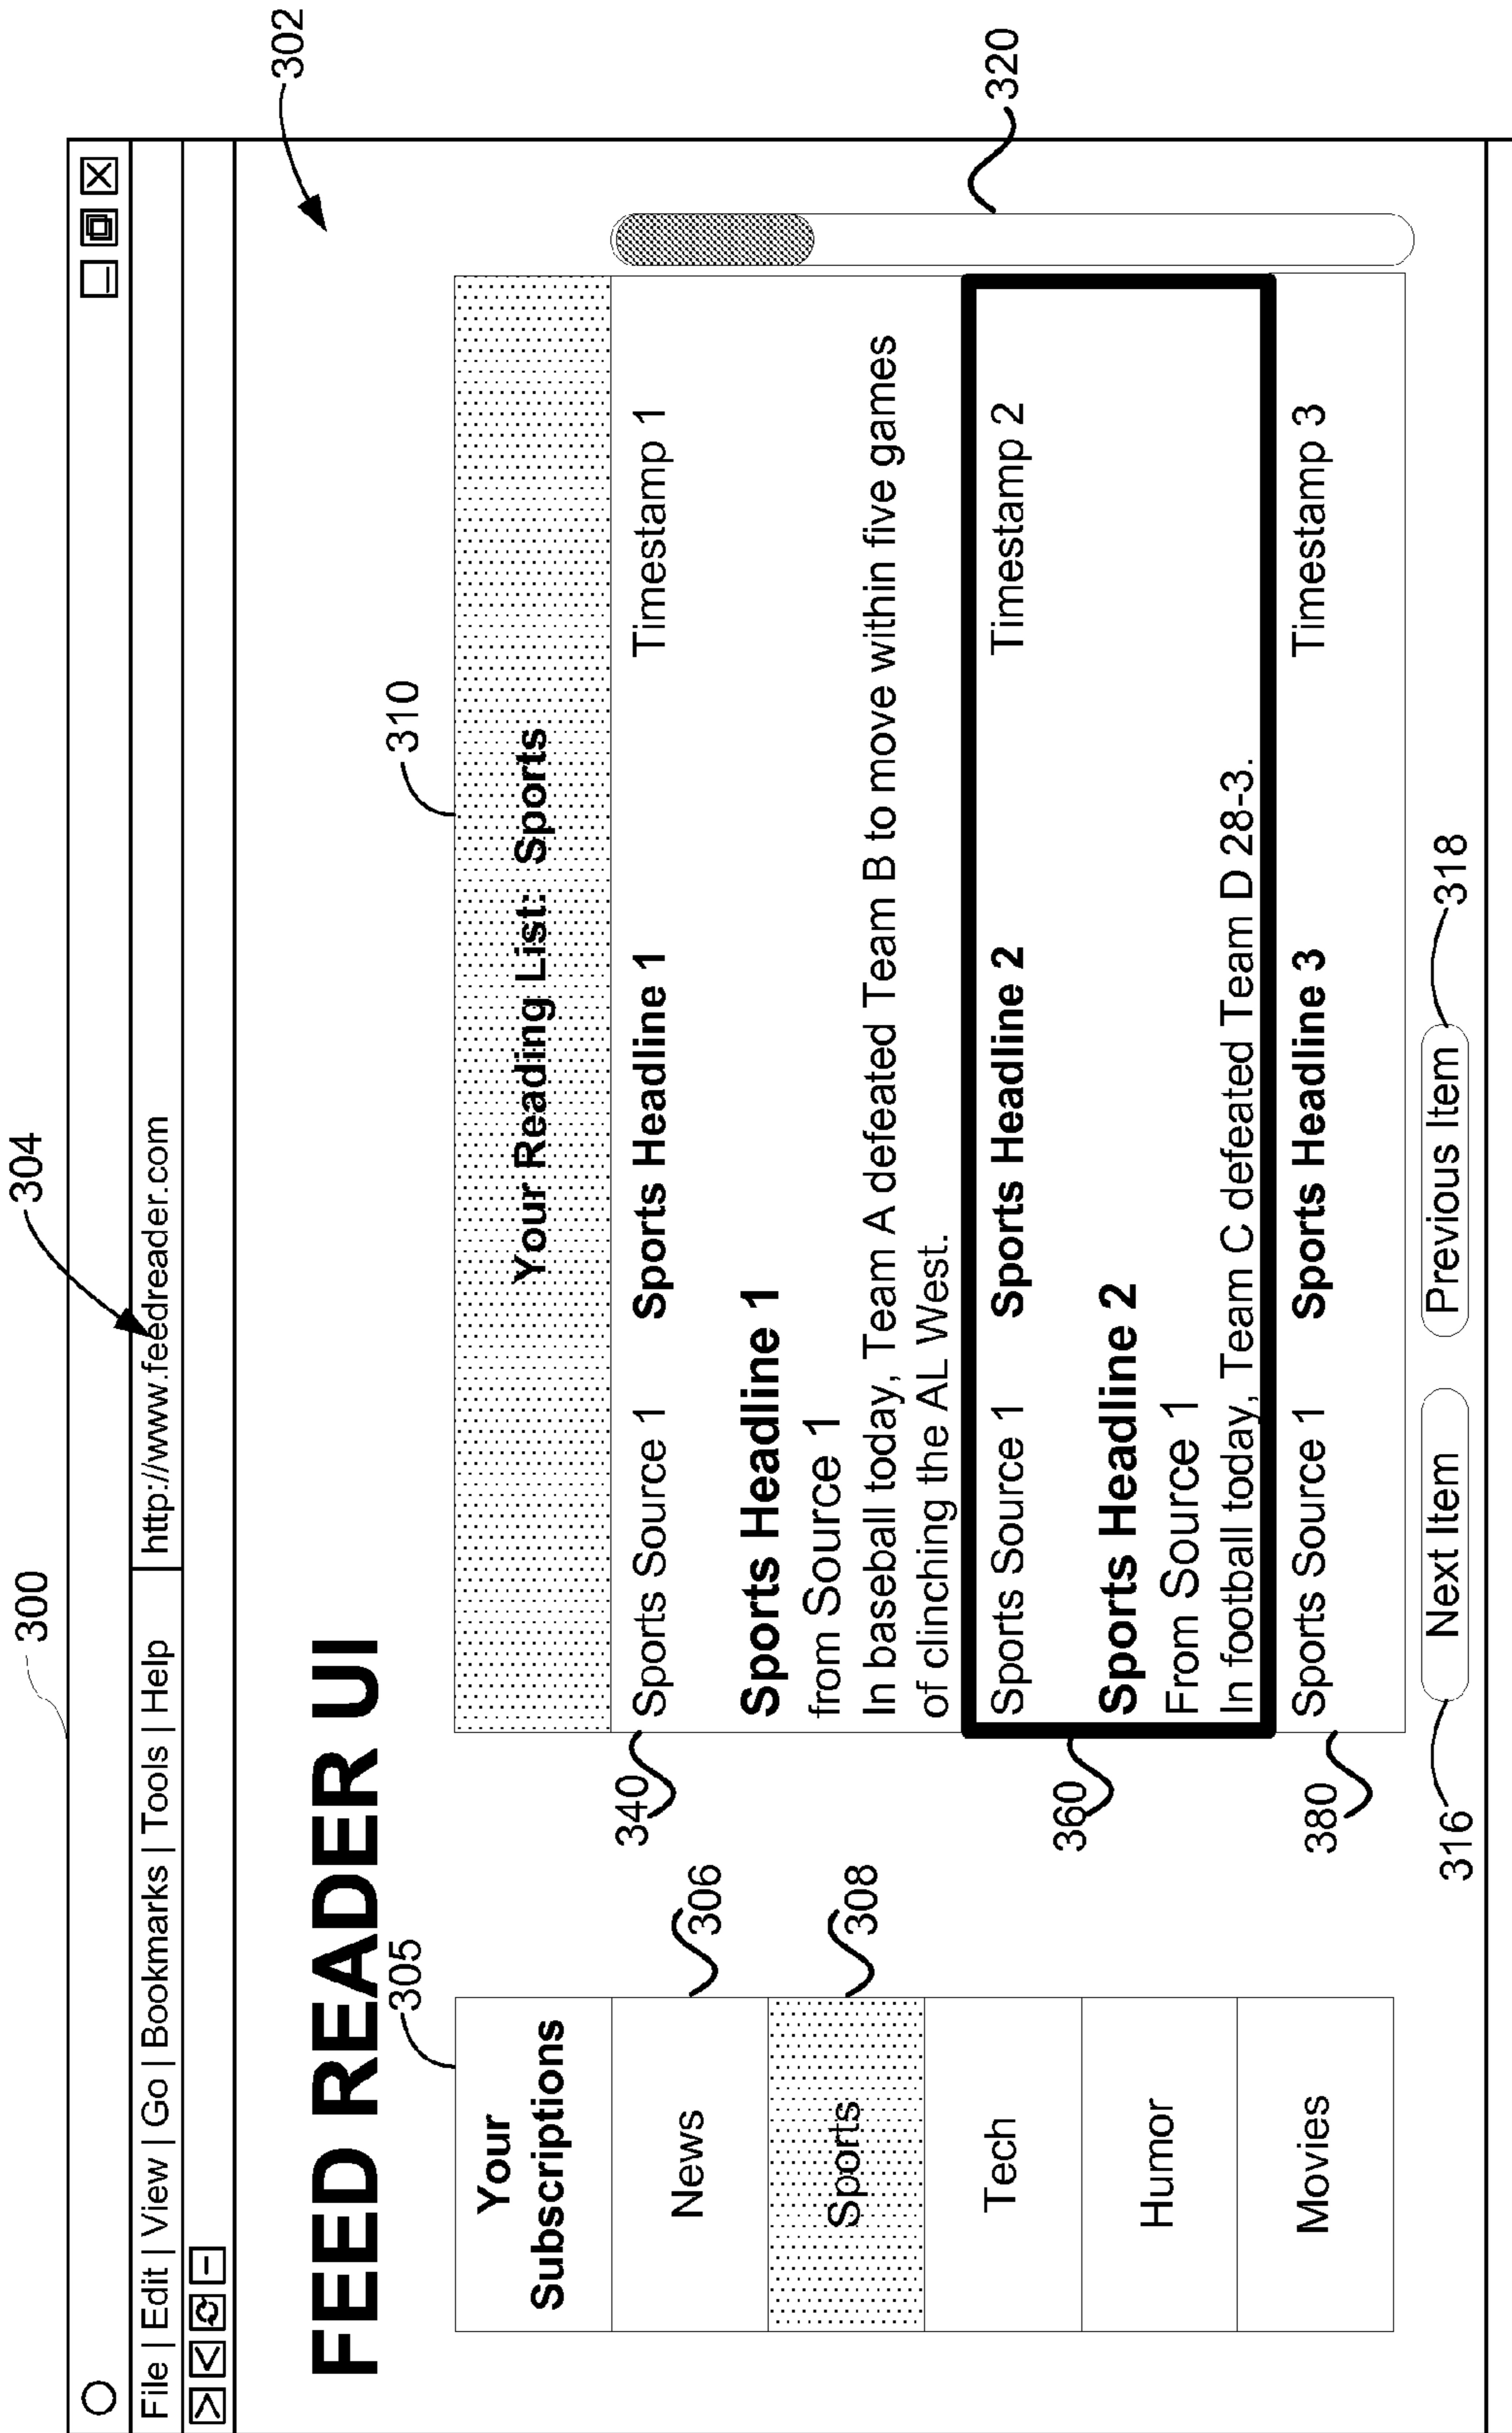 300
304
302
File | Edit | View | Go | Bookmarks | Tools | Help
http://www.feedreader.com
FEED READER UI
305
310
Your
Subscriptions
News
306
Sports
308
Tech
Humor
Movies
Your Reading List: Sports
320
340
Sports Source 1 Sports Headline 1 Timestamp 1
Sports Headline 1
from Source 1
In baseball today, Team A defeated Team B to move within five games
of clinching the AL West.
360
Sports Source 1 Sports Headline 2 Timestamp 2
Sports Headline 2
From Source 1
In football today, Team C defeated Team D 28-3.
380
Sports Source 1 Sports Headline 3 Timestamp 3
316
Next Item
Previous Item
318